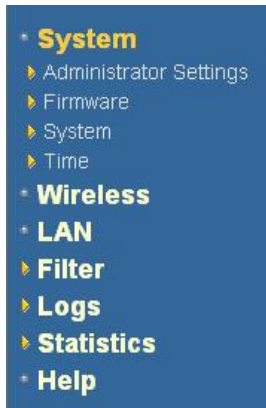 System
Administrator Settings
Firmware
System
Time
Wireless
LAN
Filter
Logs
Statistics
Help